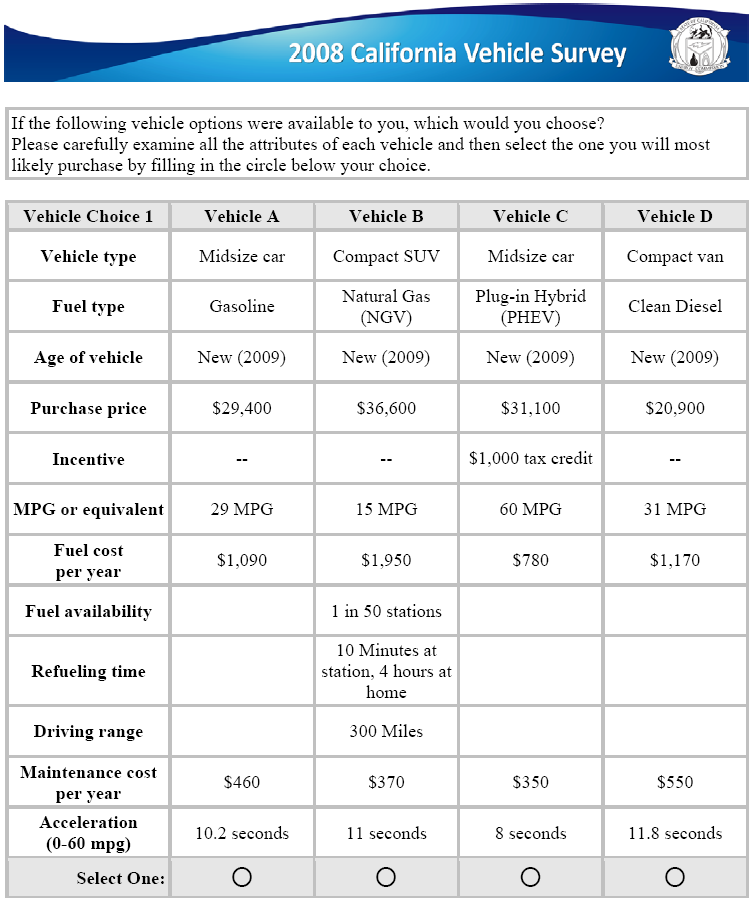 2008 California Vehicle Survey
If the following vehicle options were available to you, which would you choose?
Please carefully examine all the attributes of each vehicle and then select the one you will most
likely purchase by filling in the circle below your choice.
Vehicle Choice 1 Vehicle A Vehicle B Vehicle C Vehicle D
Vehicle type Midsize car Compact SUV Midsize car Compact van
Fuel type Gasoline Natural Gas (NGV) Plug-in Hybrid (PHEV) Clean Diesel
Age of vehicle New (2009) New (2009) New (2009) New (2009)
Purchase price $29,400 $36,600 $31,100 $20,900
Incentive -- -- $1,000 tax credit --
MPG or equivalent 29 MPG 15 MPG 60 MPG 31 MPG
Fuel cost per year $1,090 $1,950 $780 $1,170
Fuel availability 1 in 50 stations
Refueling time 10 Minutes at station, 4 hours at home
Driving range 300 Miles
Maintenance cost per year $460 $370 $350 $550
Acceleration (0-60 mpg) 10.2 seconds 11 seconds 8 seconds 11.8 seconds
Select One: